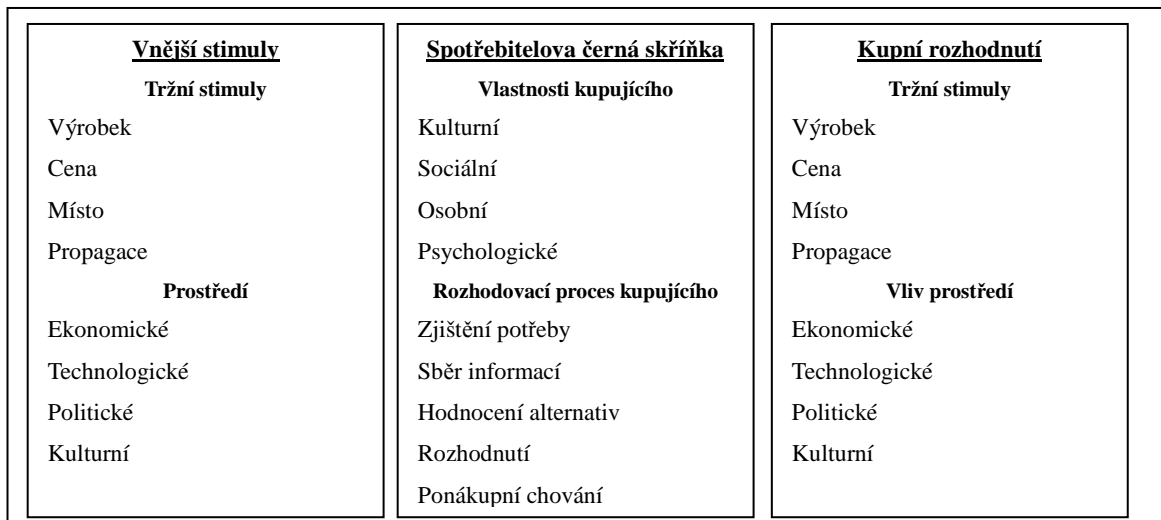 Vnější stimuly
Tržní stimuly
Výrobek
Cena
Místo
Propagace
Prostředí
Ekonomické
Technologické
Politické
Kulturní
Spotřebitelova černá skříňka
Vlastnosti kupujícího
Kulturní
Sociální
Osobní
Psychologické
Rozhodovací proces kupujícího
Zjištění potřeby
Sběr informací
Hodnocení alternativ
Rozhodnutí
Ponákupní chování
Kupní rozhodnutí
Tržní stimuly
Výrobek
Cena
Místo
Propagace
Vliv prostředí
Ekonomické
Technologické
Politické
Kulturní